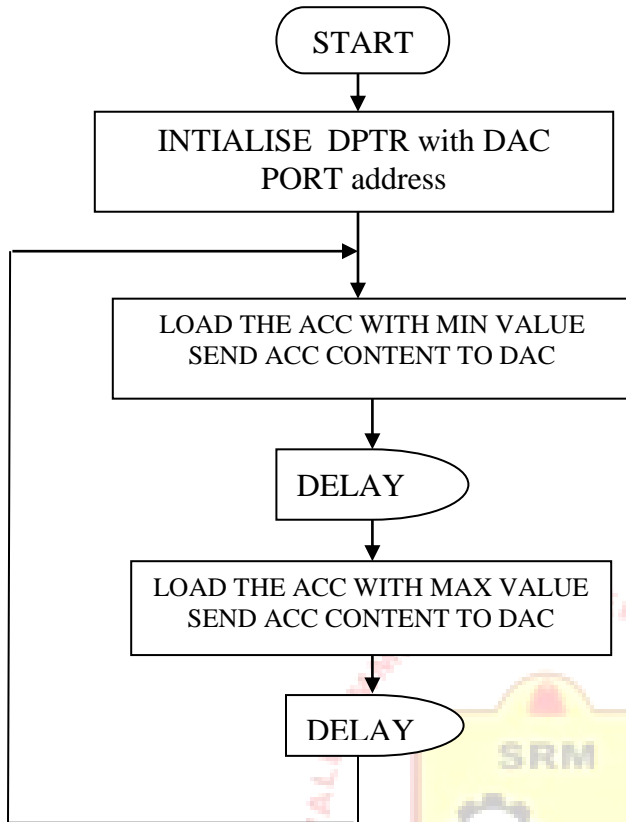 START
INTIALISE DPTR with DAC
PORT address
LOAD THE ACC WITH MIN VALUE
SEND ACC CONTENT TO DAC
DELAY
LOAD THE ACC WITH MAX VALUE
SEND ACC CONTENT TO DAC
DELAY
SRM